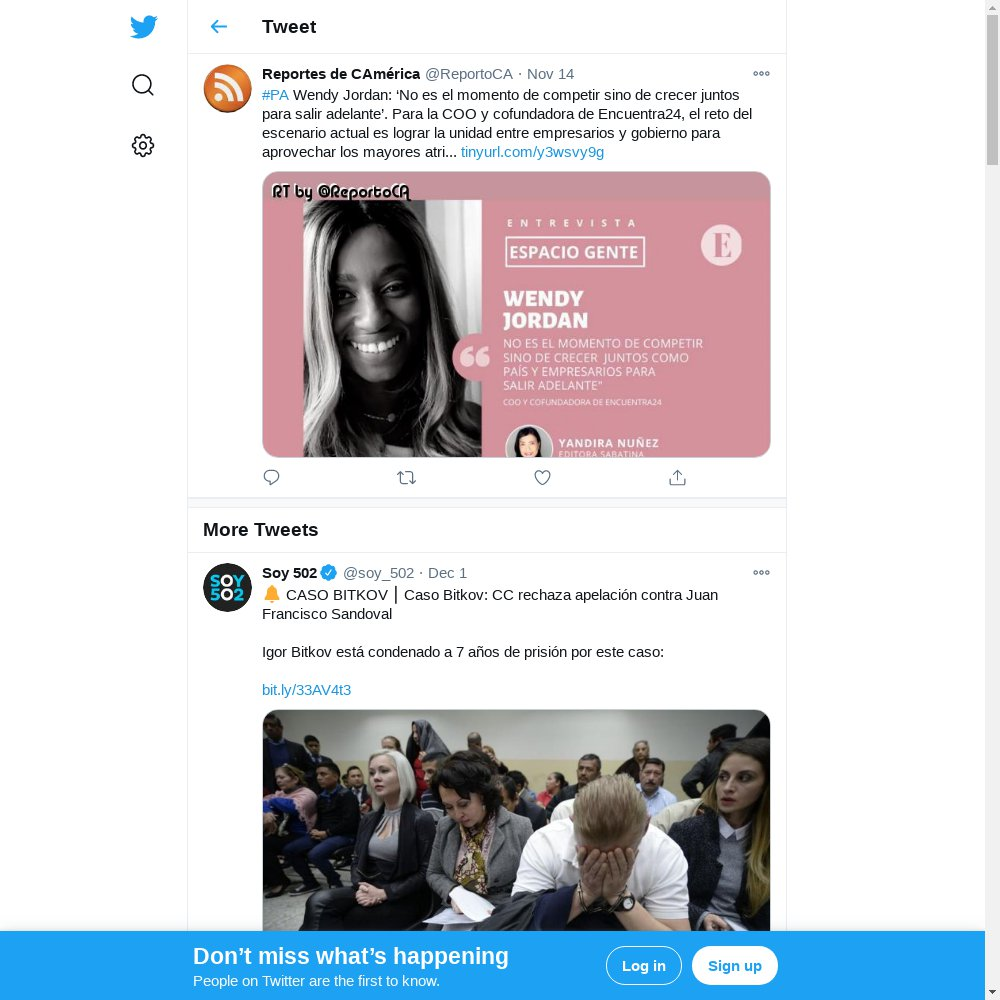 Tweet
Reportes de CAmérica @ReportoCA · Nov 14
#PA Wendy Jordan: ‘No es el momento de competir sino de crecer juntos
para salir adelante’. Para la COO y cofundadora de Encuentra24, el reto del
escenario actual es lograr la unidad entre empresarios y gobierno para
aprovechar los mayores atri... tinyurl.com/y3wsvy9g
RT by @ReportoCA
ENTREVISTA
ESPACIO GENTE
E
WENDY
JORDAN
NO ES EL MOMENTO DE COMPETIR
SINO DE CRECER JUNTOS COMO
PAÍS Y EMPRESARIOS PARA
SALIR ADELANTE"
COO Y COFUNDADORA DE ENCUENTRA24
YANDIRA NUÑEZ
EDITORA SABATINA
More Tweets
SOY
502
Soy 502 @soy_502 · Dec 1
🔔 CASO BITKOV ⎮ Caso Bitkov: CC rechaza apelación contra Juan
Francisco Sandoval
Igor Bitkov está condenado a 7 años de prisión por este caso:
bit.ly/33AV4t3
Don’t miss what’s happening
People on Twitter are the first to know.
Log in
Sign up